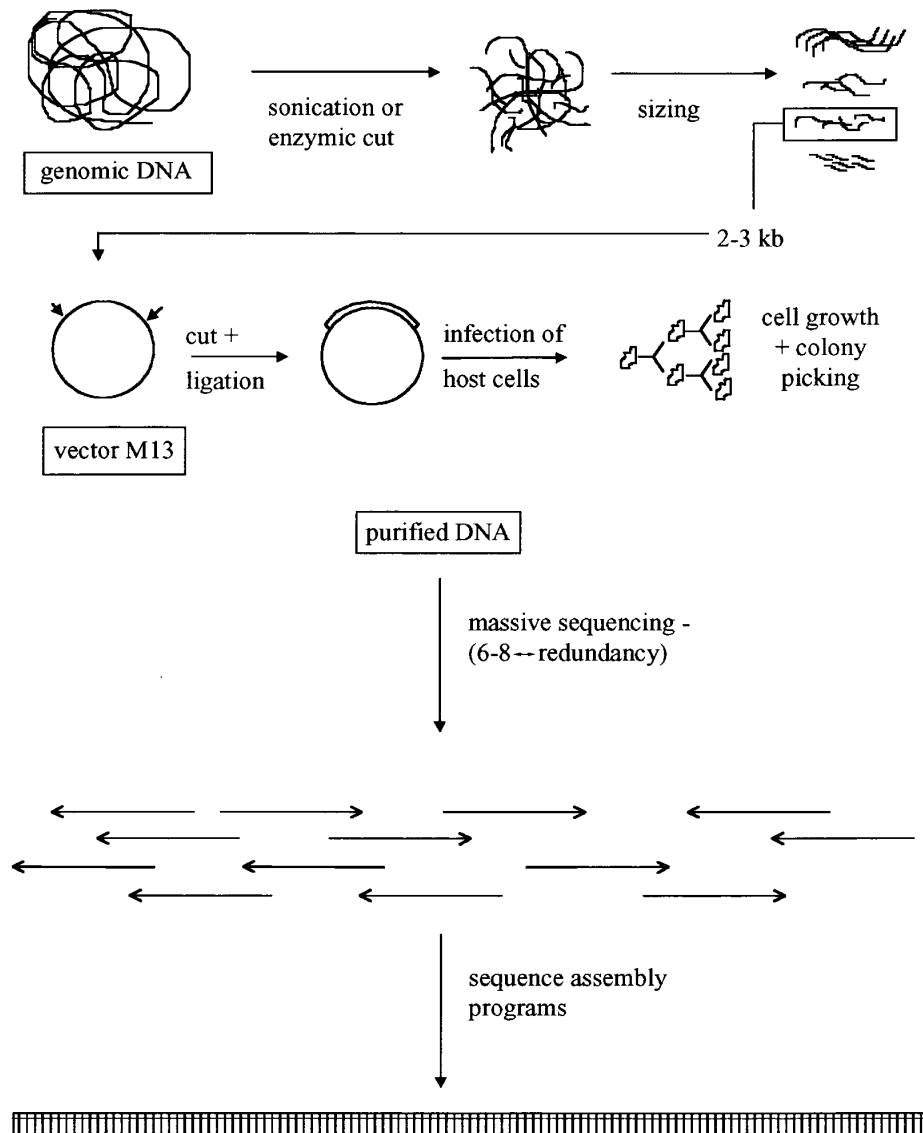 sonication or
enzymic cut
sizing
genomic DNA
2-3 kb
cut +
ligation
infection of
host cells
cell growth
+ colony
picking
vector M13
purified DNA
massive sequencing -
(6-8↔redundancy)
sequence assembly
programs